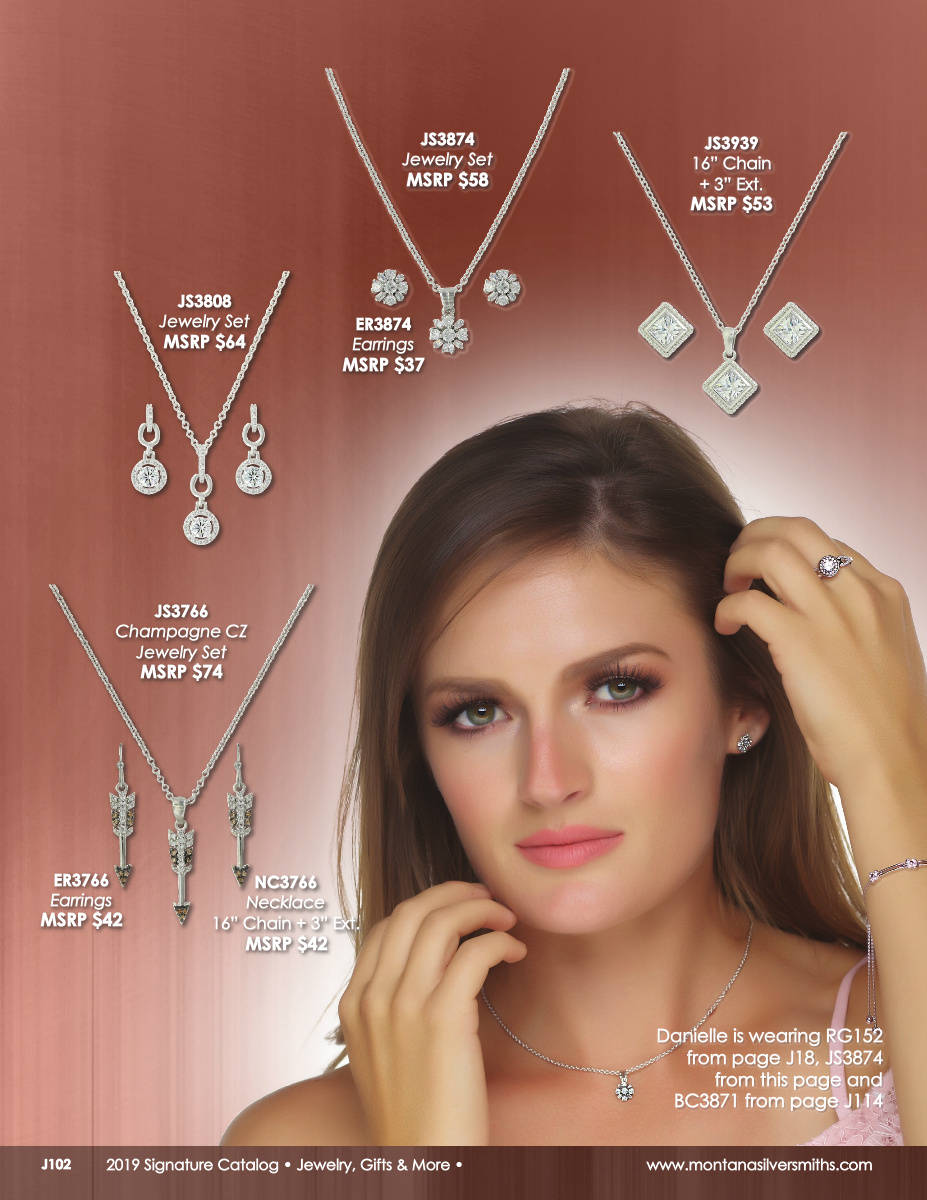 JS3874
Jewelry Set
MSRP $58
JS3939
16” Chain
+ 3” Ext.
MSRP $53
JS3808
Jewelry Set
MSRP $64
ER3874
Earrings
MSRP $37
JS3766
Champagne CZ
Jewelry Set
MSRP $74
ER3766
Earrings
MSRP $42
NC3766
Necklace
16” Chain + 3” Ext.
MSRP $42
Danielle is wearing RG152
from page J18, JS3874
from this page and
BC3871 from page J114
J102 2019 Signature Catalog • Jewelry, Gifts & More • www.montanasilversmiths.com